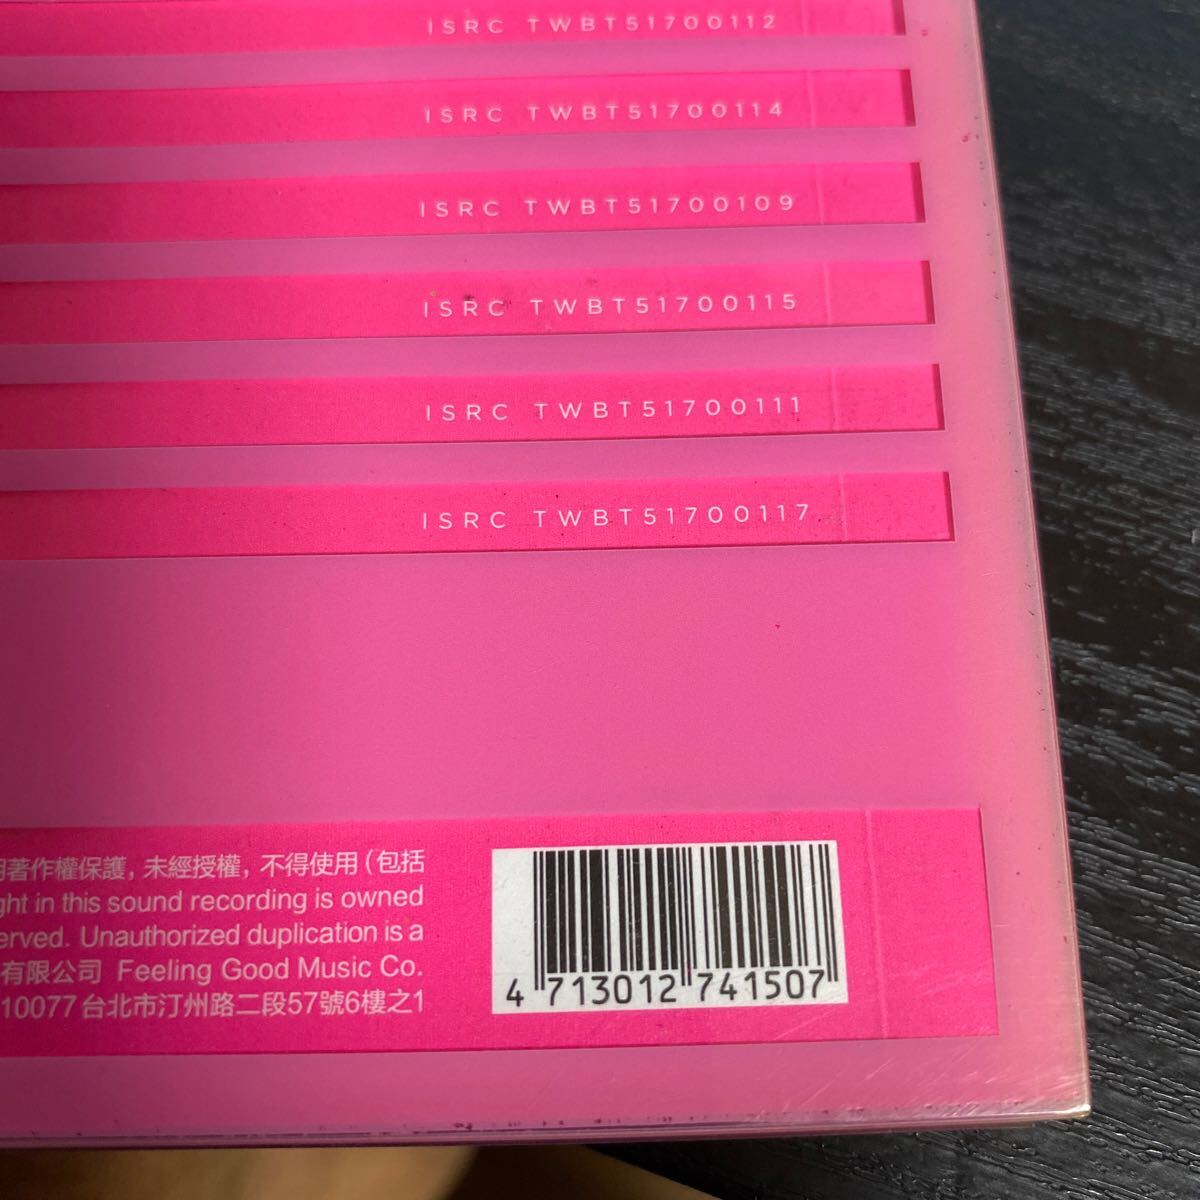 ISRC TWBT51700112
ISRC TWBT51700114
ISRC TWBT51700109
ISRC TWBT51700115
ISRC TWBT51700111
ISRC TWBT51700117
著作權保護, 未經授權, 不得使用 (包括
ght in this sound recording is owned
erved. Unauthorized duplication is a
有限公司 Feeling Good Music Co.
10077 台北市汀州路二段57號6樓之1
4 713012 741507